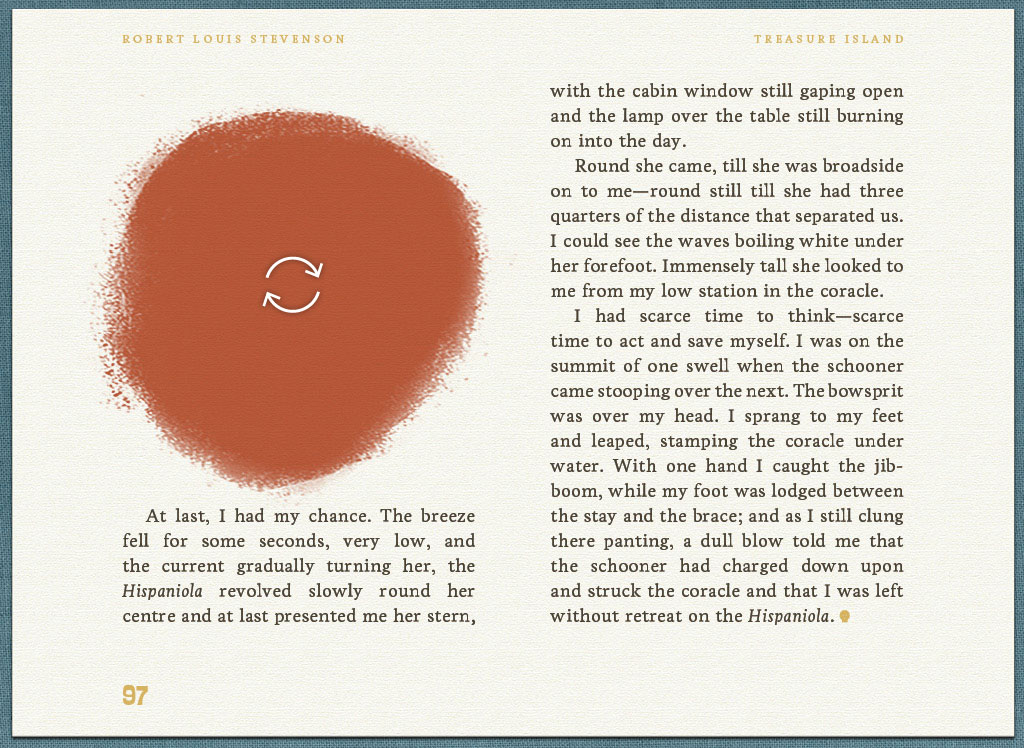 ROBERT LOUIS STEVENSON
TREASURE ISLAND
At last, I had my chance. The breeze
fell for some seconds, very low, and
the current gradually turning her, the
Hispaniola revolved slowly round her
centre and at last presented me her stern,
with the cabin window still gaping open
and the lamp over the table still burning
on into the day.
Round she came, till she was broadside
on to me—round still till she had three
quarters of the distance that separated us.
I could see the waves boiling white under
her forefoot. Immensely tall she looked to
me from my low station in the coracle.
I had scarce time to think—scarce
time to act and save myself. I was on the
summit of one swell when the schooner
came stooping over the next. The bowsprit
was over my head. I sprang to my feet
and leaped, stamping the coracle under
water. With one hand I caught the jib-
boom, while my foot was lodged between
the stay and the brace; and as I still clung
there panting, a dull blow told me that
the schooner had charged down upon
and struck the coracle and that I was left
without retreat on the Hispaniola.
97